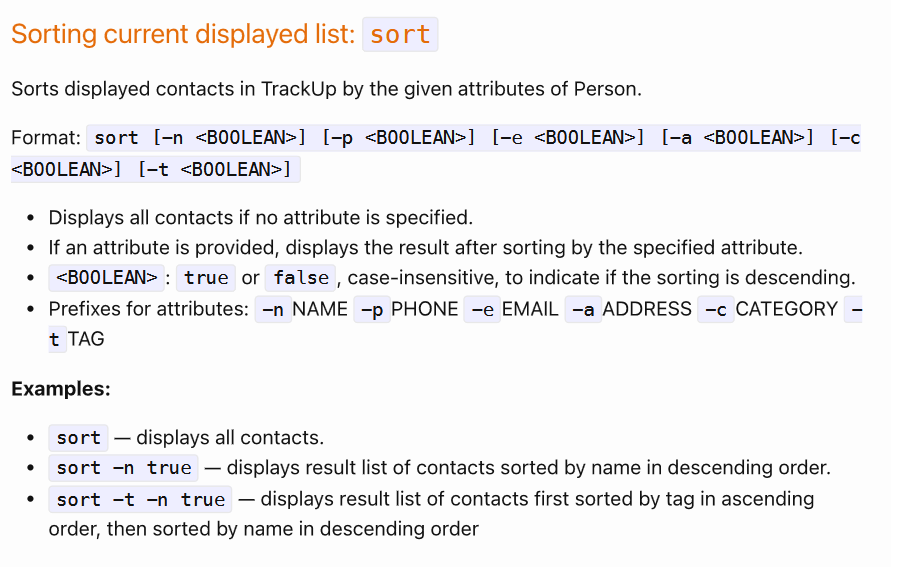 Sorting current displayed list: sort
Sorts displayed contacts in TrackUp by the given attributes of Person.
Format: sort [-n <BOOLEAN>] [-p <BOOLEAN>] [-e <BOOLEAN>] [-a <BOOLEAN>] [-c
<BOOLEAN>] [-t <BOOLEAN>]
• Displays all contacts if no attribute is specified.
• If an attribute is provided, displays the result after sorting by the specified attribute.
• <BOOLEAN> : true or false , case-insensitive, to indicate if the sorting is descending.
• Prefixes for attributes: -n NAME -p PHONE -e EMAIL -a ADDRESS -c CATEGORY -
t TAG
Examples:
• sort — displays all contacts.
• sort -n true — displays result list of contacts sorted by name in descending order.
• sort -t -n true — displays result list of contacts first sorted by tag in ascending
order, then sorted by name in descending order